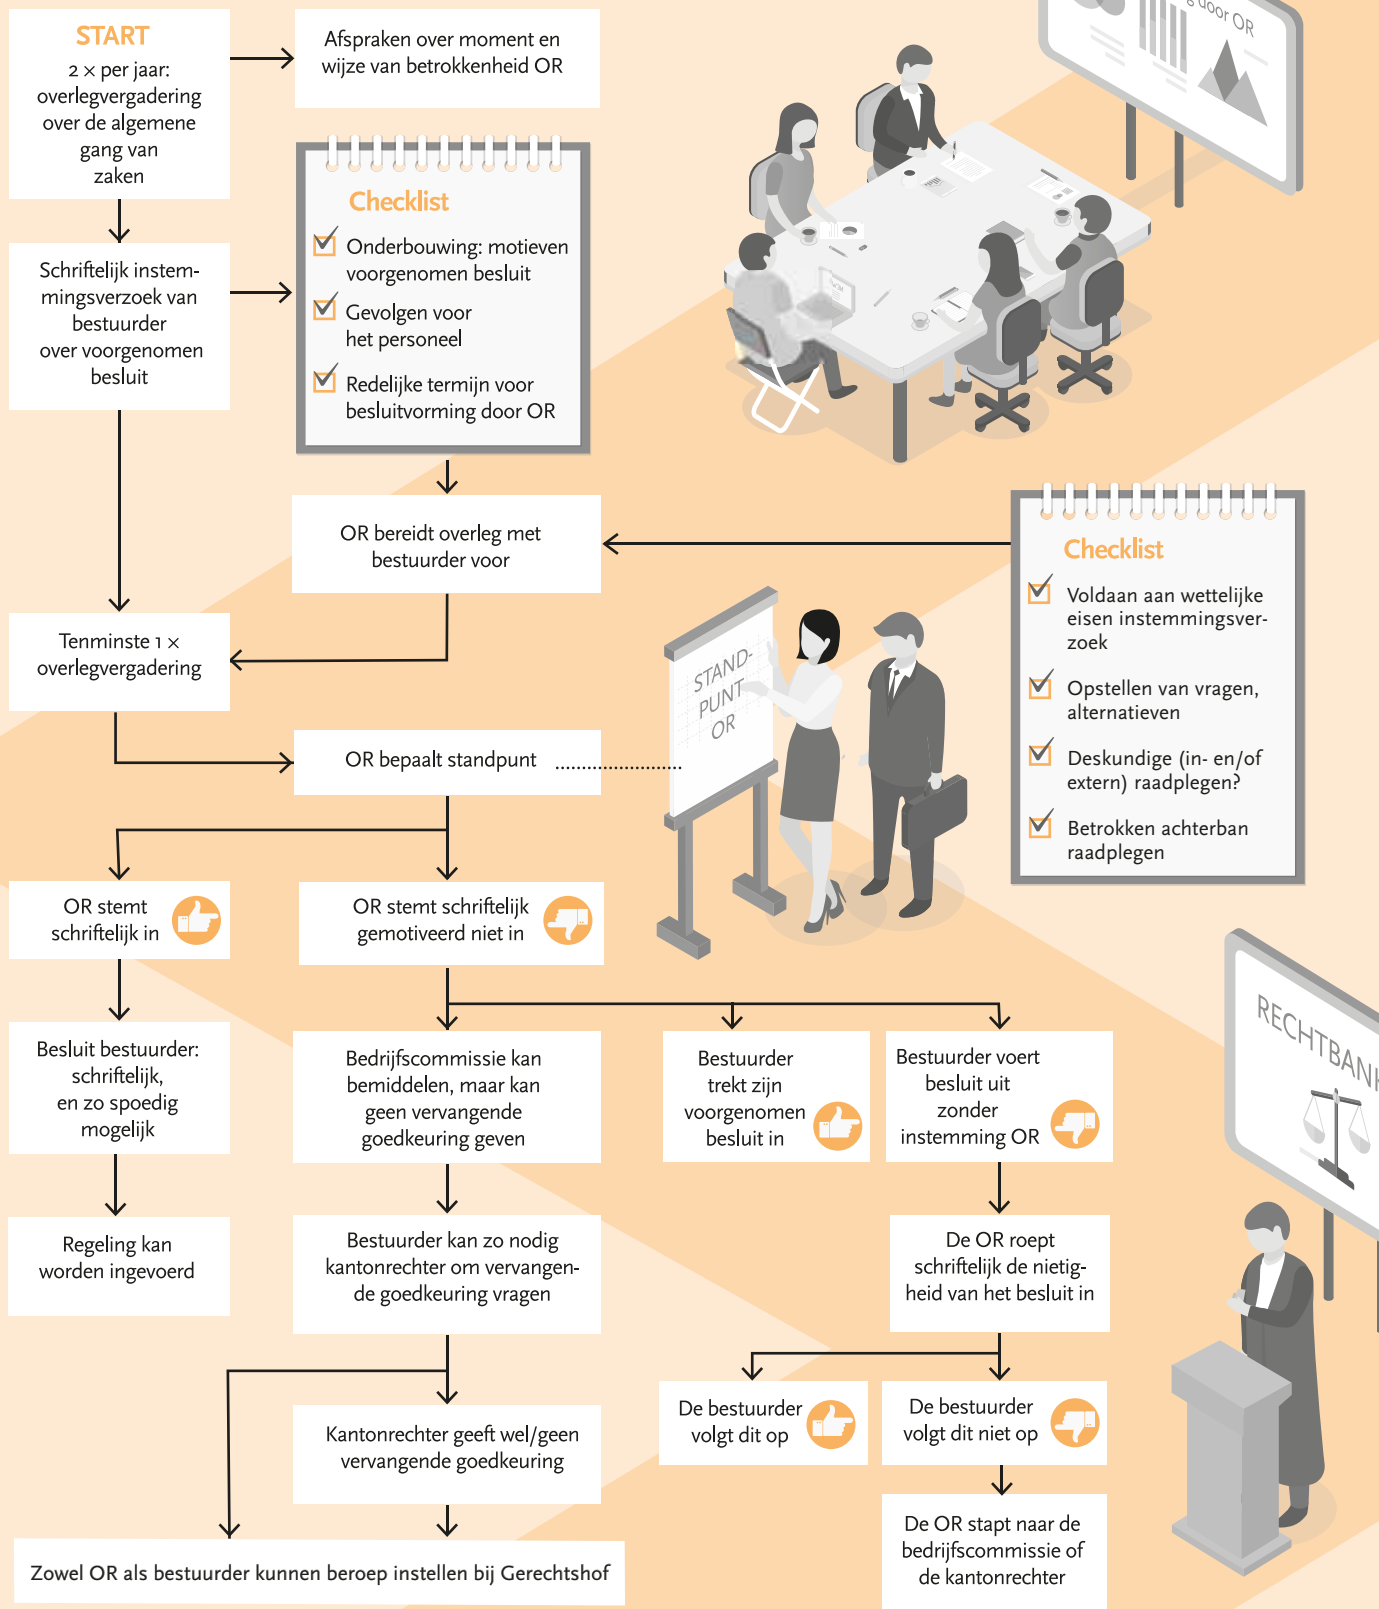 START
2 × per jaar:
overlegvergadering
over de algemene
gang van
zaken
Afspraken over moment en
wijze van betrokkenheid OR
door OR
Schriftelijk instem-
mingsverzoek van
bestuurder
over voorgenomen
besluit
Checklist
Onderbouwing: motieven
voorgenomen besluit
Gevolgen voor
het personeel
Redelijke termijn voor
besluitvorming door OR
OR bereidt overleg met
bestuurder voor
Checklist
Voldaan aan wettelijke
eisen instemmingsver-
zoek
Opstellen van vragen,
alternatieven
Deskundige (in- en/of
extern) raadplegen?
Betrokken achterban
raadplegen
Tenminste 1 ×
overlegvergadering
OR bepaalt standpunt
STAND-
PUNT
OR
OR stemt
schriftelijk in
OR stemt schriftelijk
gemotiveerd niet in
Besluit bestuurder:
schriftelijk,
en zo spoedig
mogelijk
Regeling kan
worden ingevoerd
Bedrijfscommissie kan
bemiddelen, maar kan
geen vervangende
goedkeuring geven
Bestuurder
trekt zijn
voorgenomen
besluit in
Bestuurder voert
besluit uit
zonder
instemming OR
RECHTBANK
Bestuurder kan zo nodig
kantonrechter om vervangen-
de goedkeuring vragen
De OR roept
schriftelijk de nietig-
heid van het besluit in
Kantonrechter geeft wel/geen
vervangende goedkeuring
De bestuurder
volgt dit op
De bestuurder
volgt dit niet op
Zowel OR als bestuurder kunnen beroep instellen bij Gerechtshof
De OR stapt naar de
bedrijfscommissie of
de kantonrechter